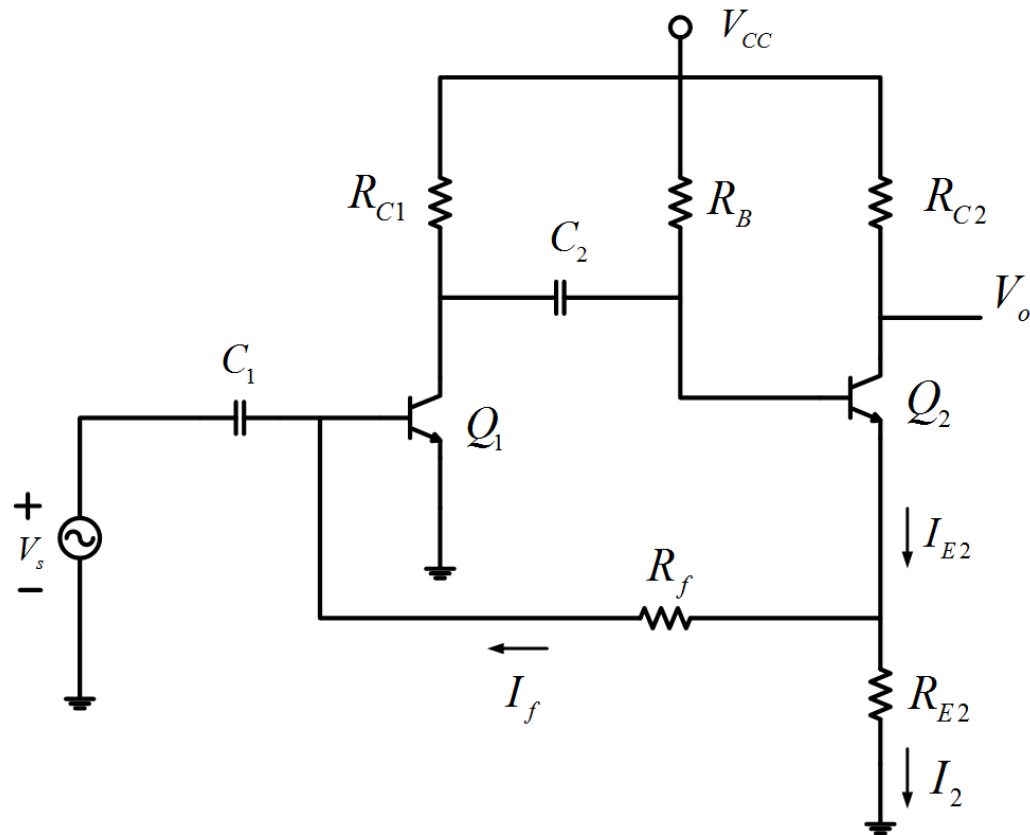 V_CC
R_C1
R_B
R_C2
C_2
V_o
C_1
Q_1
Q_2
+
V_s
−
I_E2
R_f
I_f
R_E2
I_2